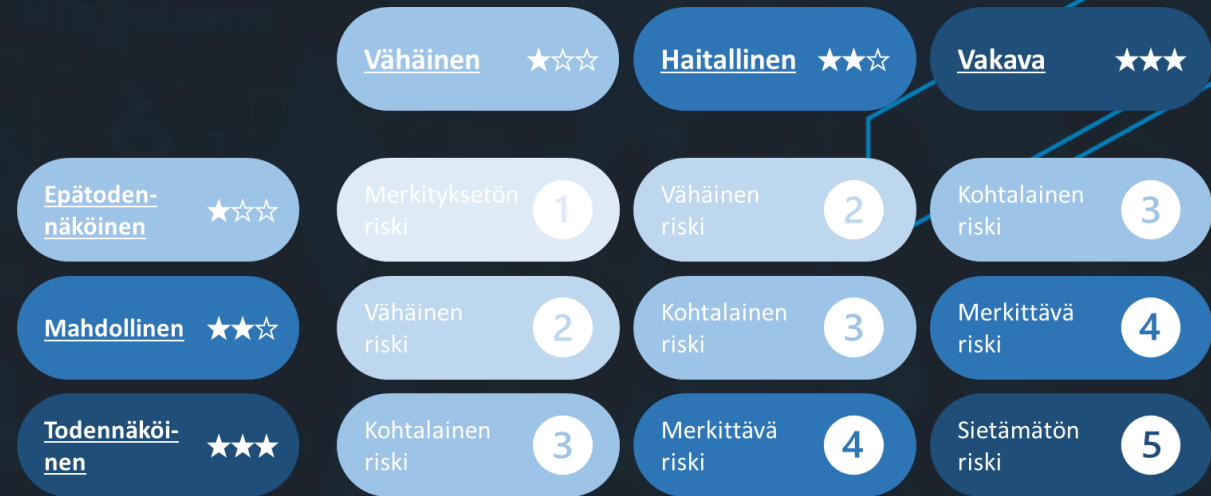 Vähäinen ★☆☆
Haitallinen ★★☆
Vakava ★★★
Epätoden-
näköinen ★☆☆
Merkityksetön
riski 1
Vähäinen
riski 2
Kohtalainen
riski 3
Mahdollinen ★★☆
Vähäinen
riski 2
Kohtalainen
riski 3
Merkittävä
riski 4
Todennäköi-
nen ★★★
Kohtalainen
riski 3
Merkittävä
riski 4
Sietämätön
riski 5